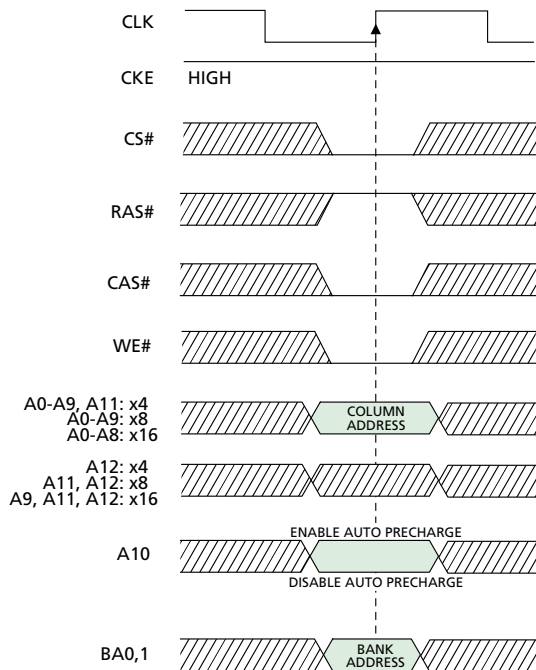 CLK
CKE HIGH
CS#
RAS#
CAS#
WE#
A0-A9, A11: x4
A0-A9: x8
A0-A8: x16
COLUMN
ADDRESS
A12: x4
A11, A12: x8
A9, A11, A12: x16
ENABLE AUTO PRECHARGE
A10
DISABLE AUTO PRECHARGE
BA0,1
BANK
ADDRESS